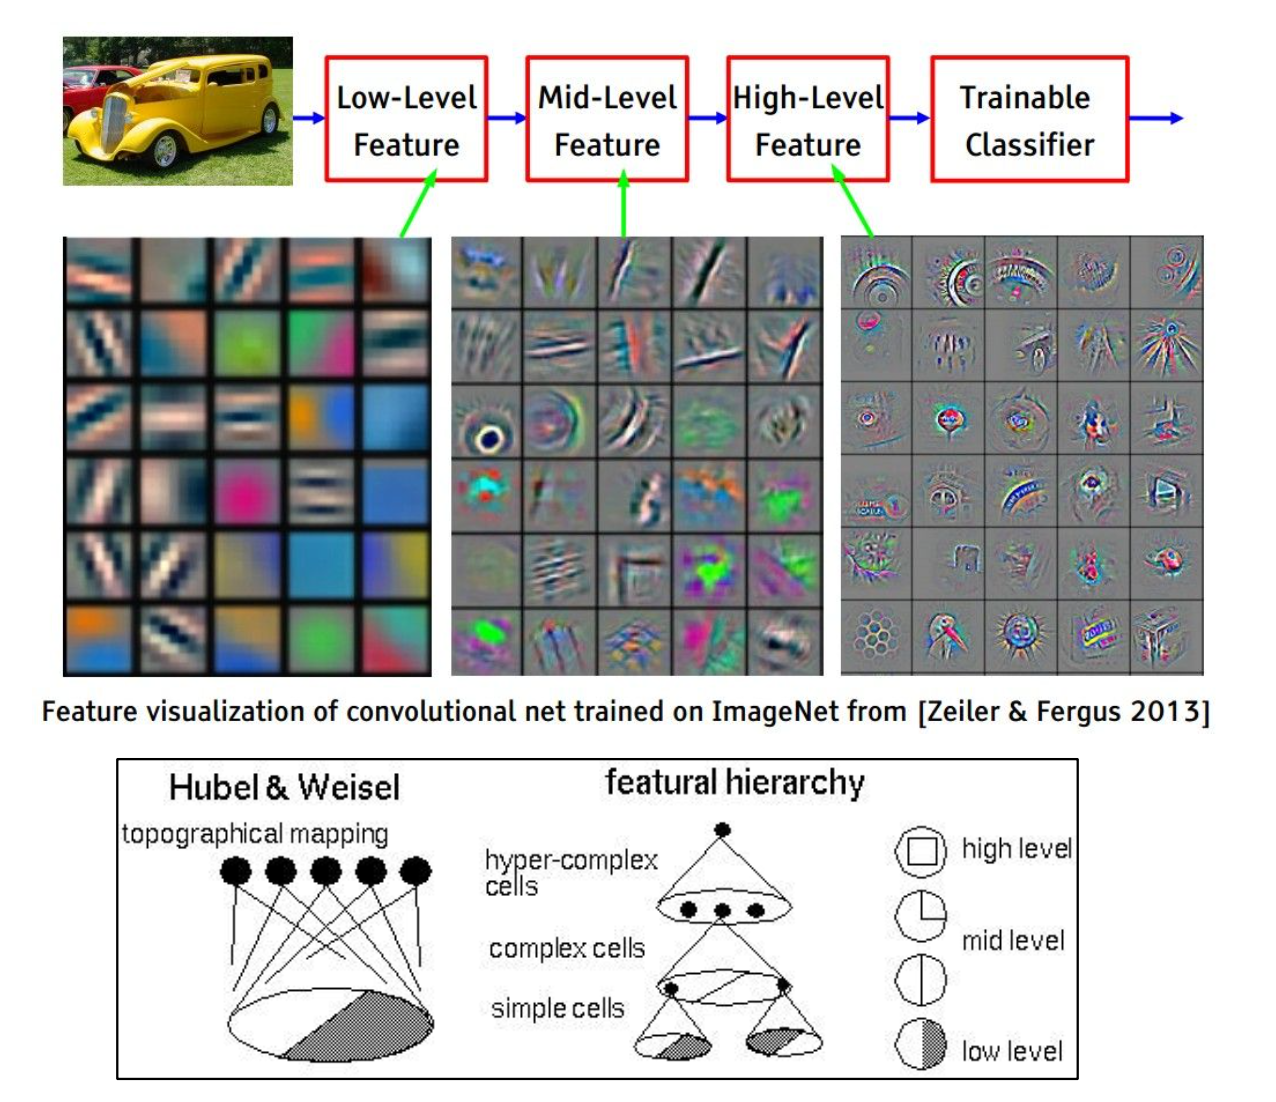 Low-Level
Feature
Mid-Level
Feature
High-Level
Feature
Trainable
Classifier
Feature visualization of convolutional net trained on ImageNet from [Zeiler & Fergus 2013]
Hubel & Weisel
topographical mapping
featural hierarchy
hyper-complex
cells
complex cells
simple cells
high level
mid level
low level